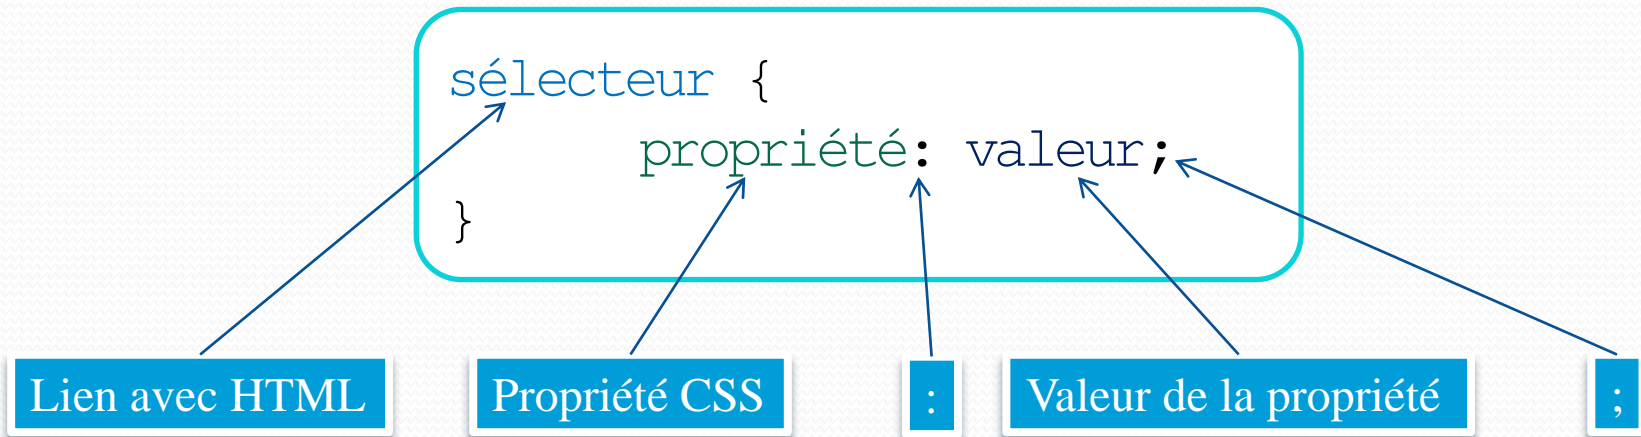 sélecteur {
propriété: valeur;
}
Lien avec HTML
Propriété CSS
:
Valeur de la propriété
;